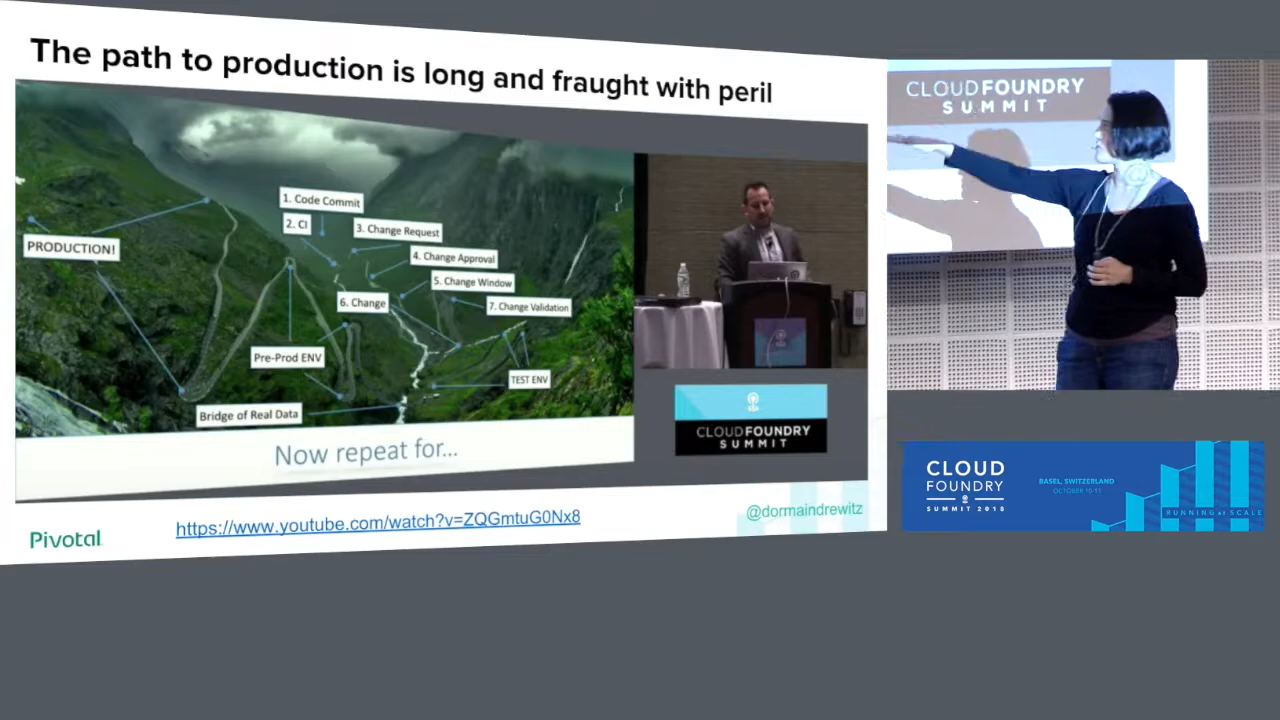 The path to production is long and fraught with peril
1. Code Commit
2. CI
3. Change Request
4. Change Approval
5. Change Window
6. Change
7. Change Validation
PRODUCTION!
Pre-Prod ENV
TEST ENV
Bridge of Real Data
Now repeat for...
CLOUDFOUNDRY
SUMMIT
Pivotal
https://www.youtube.com/watch?v=ZQGmtuG0Nx8
@dormaindrewitz
CLOUDFOUNDRY
SUMMIT
CLOUD
FOUNDRY
SUMMIT 2018
BASEL, SWITZERLAND
OCTOBER 10-11
RUNNING AT SCALE